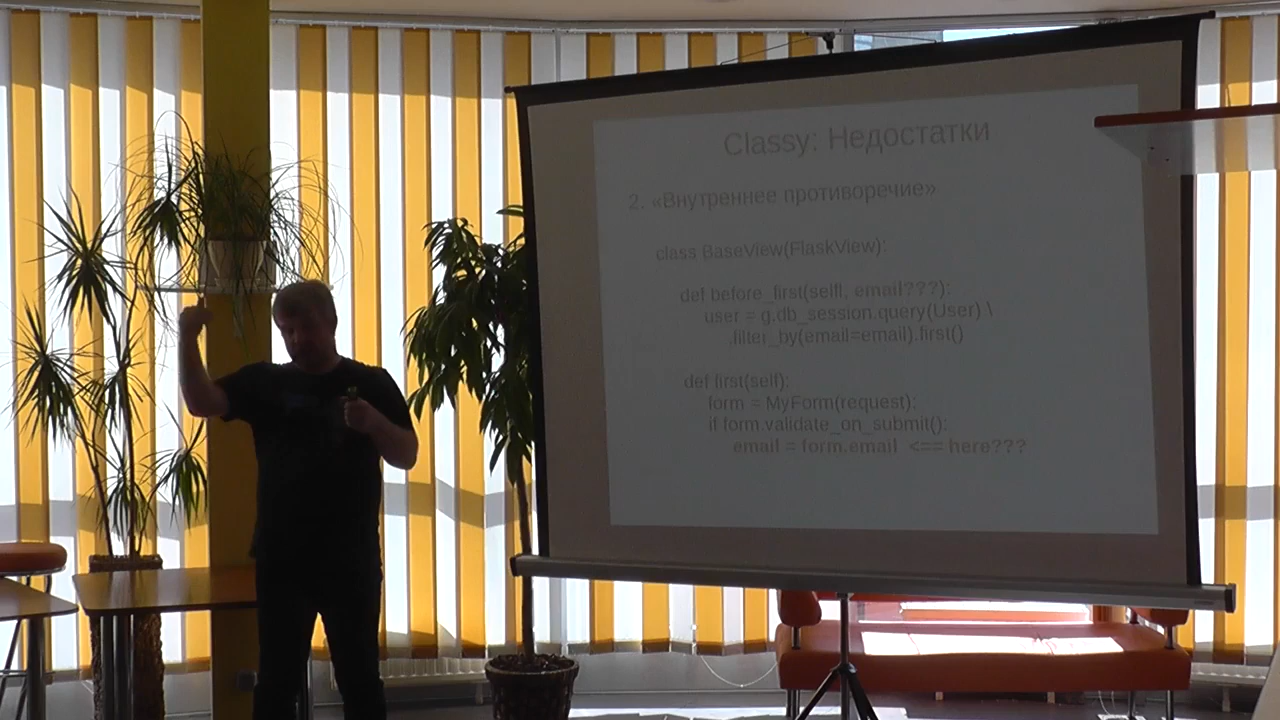 Classy: Недостатки
2. «Внутреннее противоречие»
class BaseView(FlaskView):
def before_first(selfl, email???):
user = g.db_session.query(User) \
.filter_by(email=email).first()
def first(self):
form = MyForm(request);
if form.validate_on_submit():
email = form.email <== here???